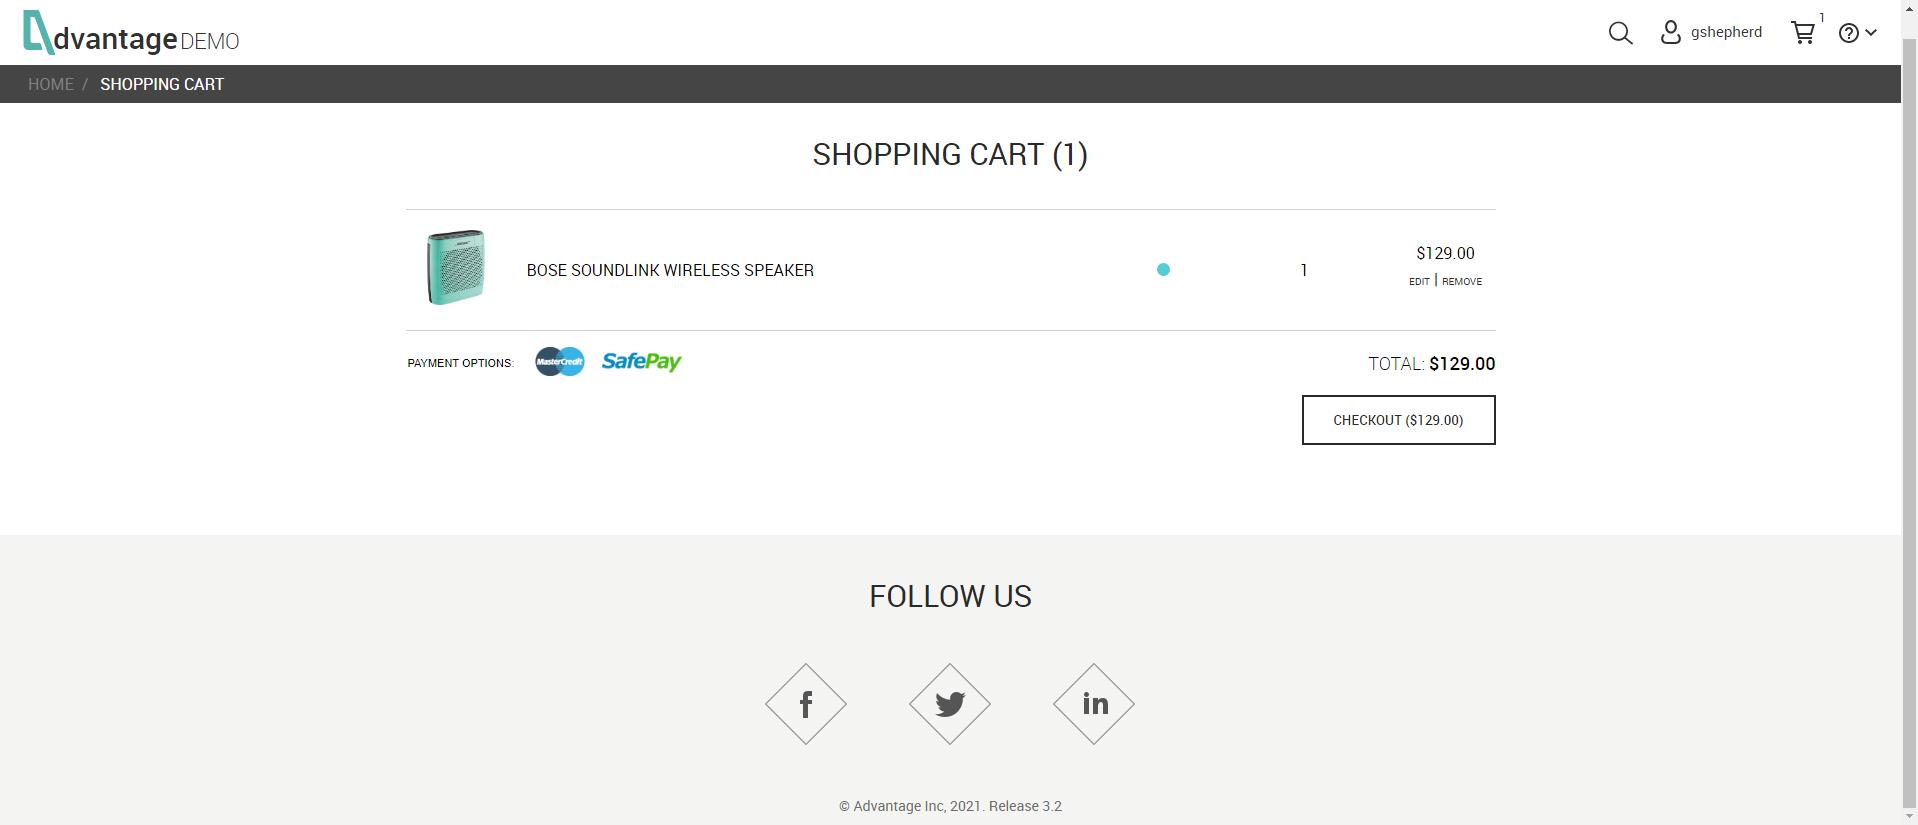 dvantage DEMO
gshepherd
1
HOME / SHOPPING CART
SHOPPING CART (1)
BOSE SOUNDLINK WIRELESS SPEAKER
1
$129.00
EDIT | REMOVE
PAYMENT OPTIONS:
MasterCredit
SafePay
TOTAL: $129.00
CHECKOUT ($129.00)
FOLLOW US
f
in
© Advantage Inc, 2021. Release 3.2